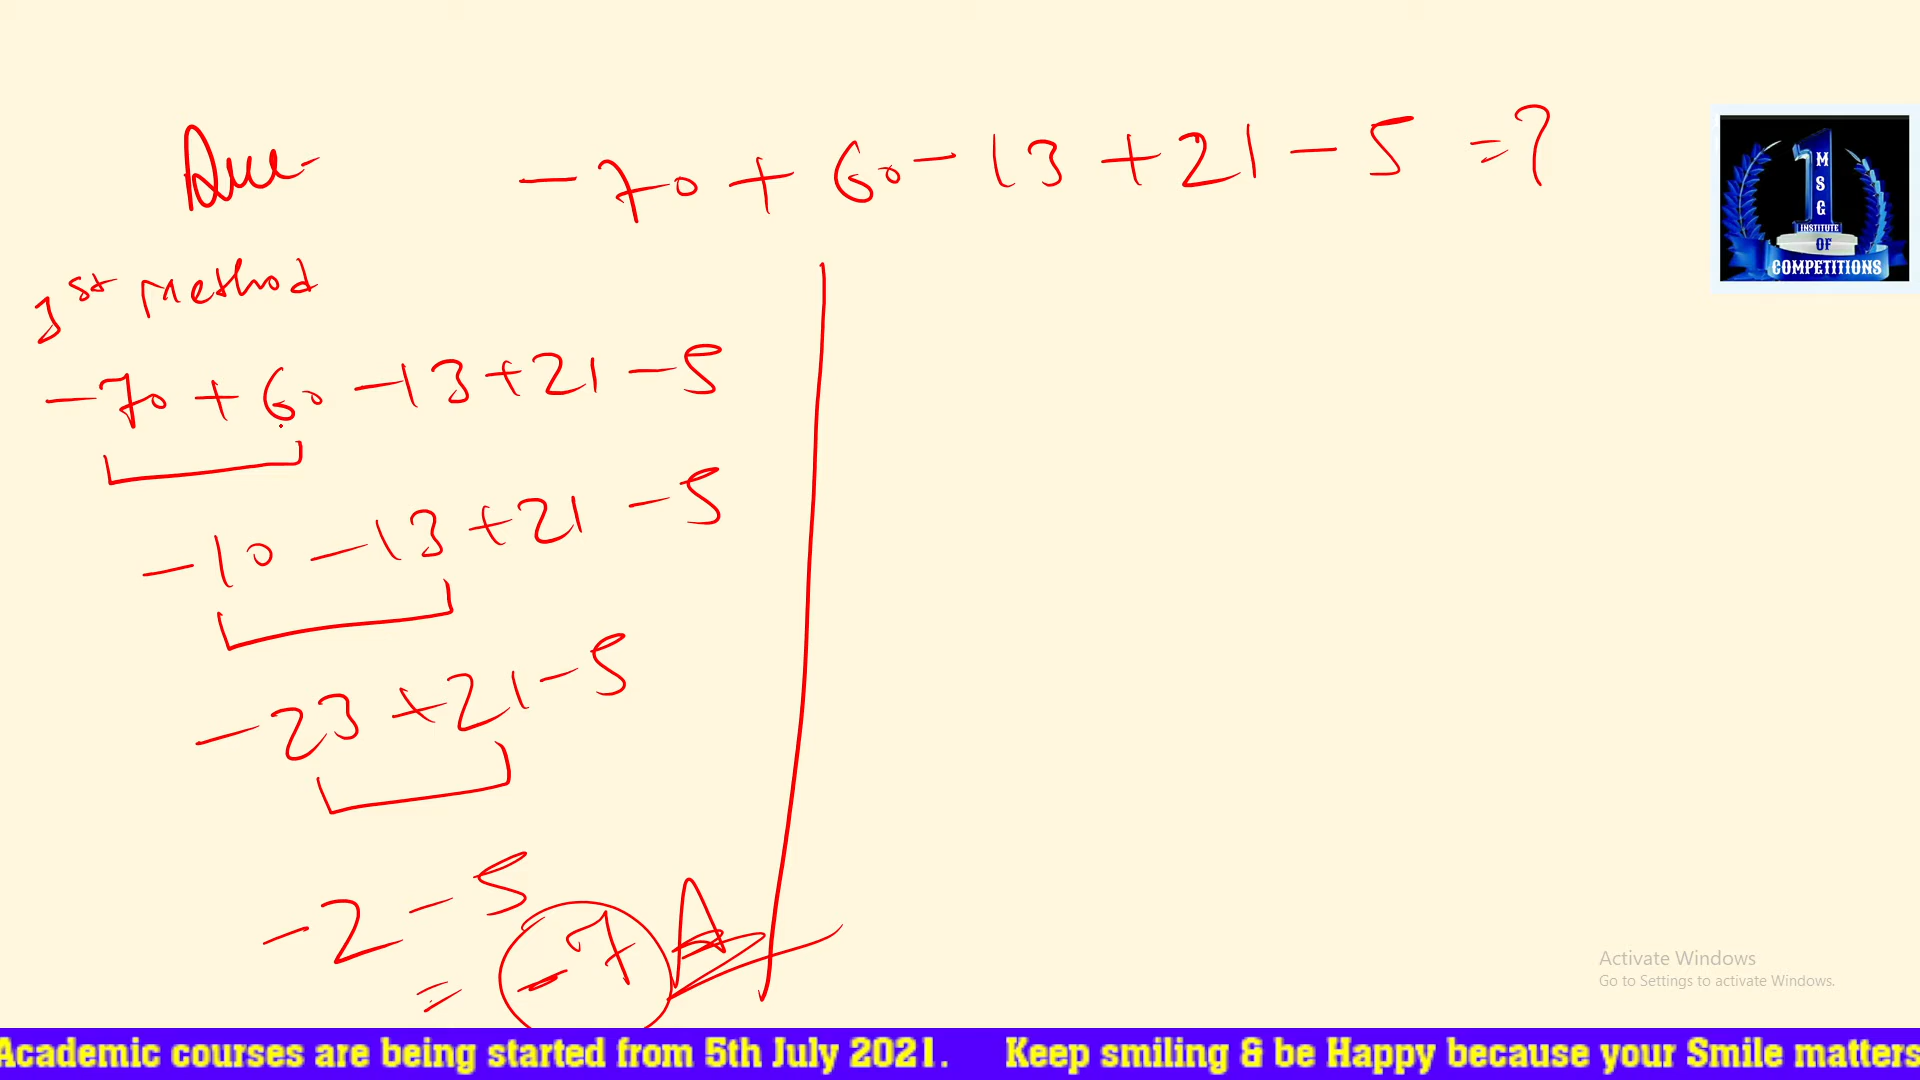 Que -70 + 60 - 13 + 21 - 5 = ?
1st Method
-70 + 60 - 13 + 21 - 5
-10 - 13 + 21 - 5
-23 + 21 - 5
-2 - 5
= -7 A
1
MSG
INSTITUTE
OF
COMPETITIONS
Activate Windows
Go to Settings to activate Windows.
Academic courses are being started from 5th July 2021. Keep smiling & be Happy because your Smile matters